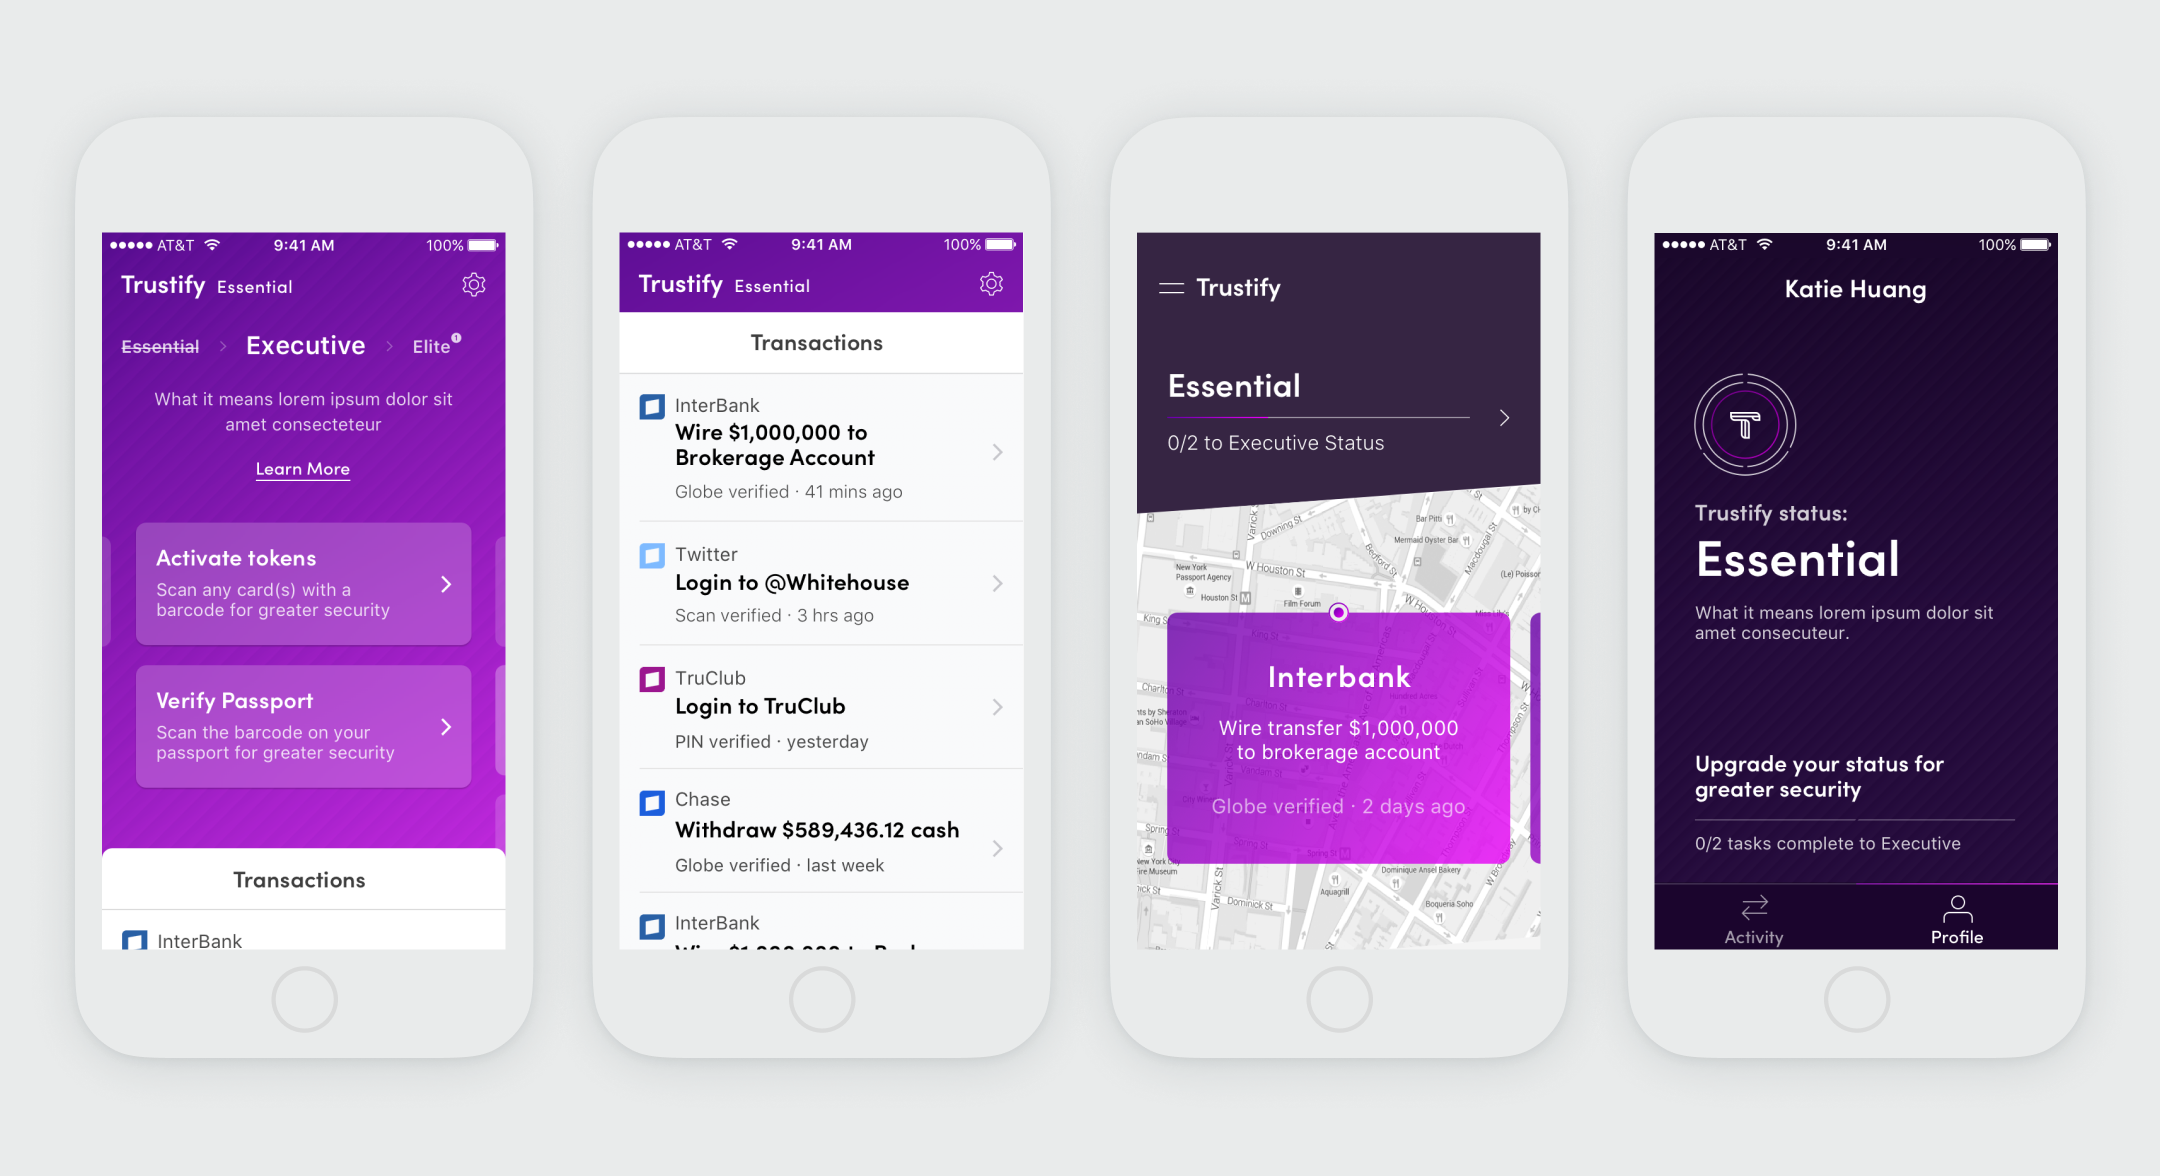 AT&T 9:41 AM 100%
Trustify Essential
Essential > Executive > Elite 1
What it means lorem ipsum dolor sit
amet consecteteur
Learn More
Activate tokens
Scan any card(s) with a
barcode for greater security
Verify Passport
Scan the barcode on your
passport for greater security
Transactions
InterBank
AT&T 9:41 AM 100%
Trustify Essential
Transactions
InterBank
Wire $1,000,000 to
Brokerage Account
Globe verified · 41 mins ago
Twitter
Login to @Whitehouse
Scan verified · 3 hrs ago
TruClub
Login to TruClub
PIN verified · yesterday
Chase
Withdraw $589,436.12 cash
Globe verified · last week
InterBank
Trustify
Essential
0/2 to Executive Status
Varick St
Downing St
Bar Pitti
Mermaid Oyster Bar
Bedford St
Macdougal St
New York
Passport Agency
W Houston St
Houston St M
Film Forum
King St
Charlton St
Interbank
Wire transfer $1,000,000
to brokerage account
Globe verified · 2 days ago
Vandam St
Spring St
Dominique Ansel Bakery
Aquagrill
Varick St
Dominick St
Boqueria Soho
AT&T 9:41 AM 100%
Katie Huang
T
Trustify status:
Essential
What it means lorem ipsum dolor sit
amet consecuteur.
Upgrade your status for
greater security
0/2 tasks complete to Executive
Activity
Profile